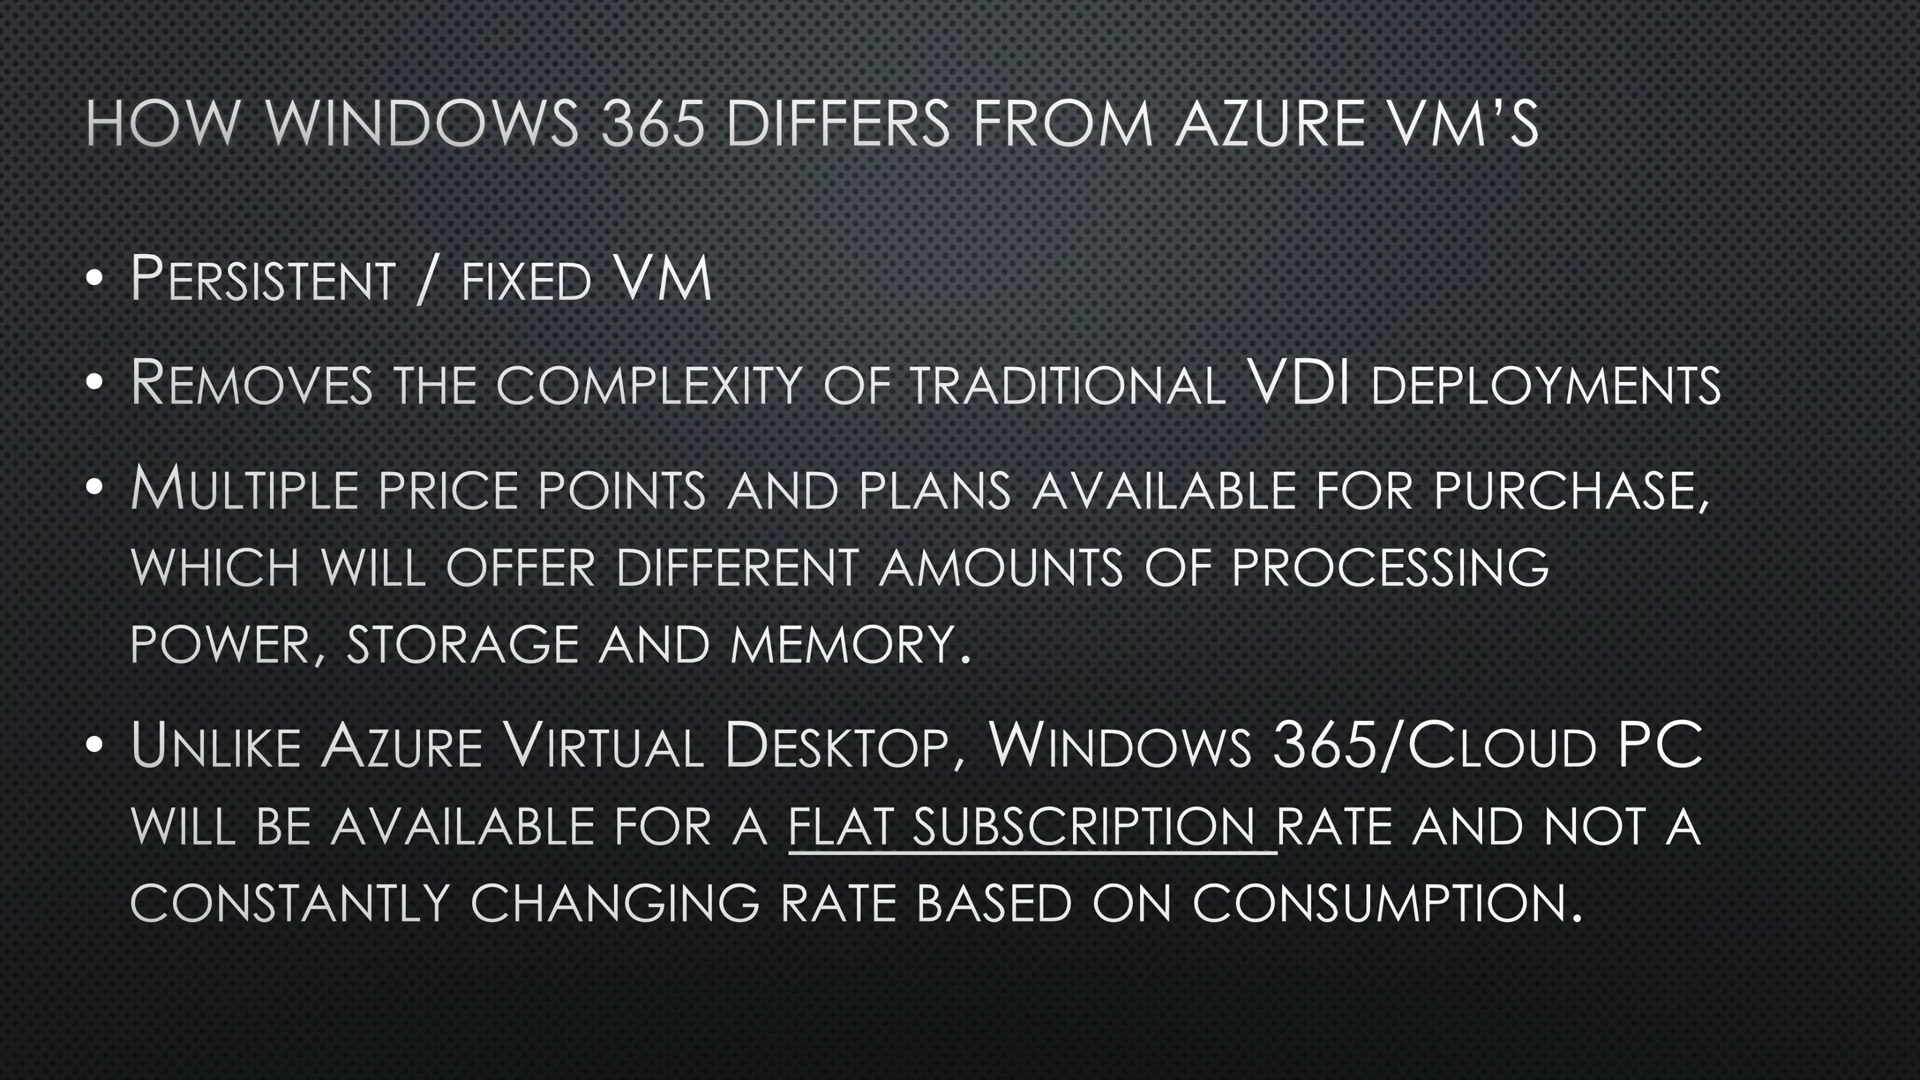 HOW WINDOWS 365 DIFFERS FROM AZURE VM’S
• PERSISTENT / FIXED VM
• REMOVES THE COMPLEXITY OF TRADITIONAL VDI DEPLOYMENTS
• MULTIPLE PRICE POINTS AND PLANS AVAILABLE FOR PURCHASE,
WHICH WILL OFFER DIFFERENT AMOUNTS OF PROCESSING
POWER, STORAGE AND MEMORY.
• UNLIKE AZURE VIRTUAL DESKTOP, WINDOWS 365/CLOUD PC
WILL BE AVAILABLE FOR A FLAT SUBSCRIPTION RATE AND NOT A
CONSTANTLY CHANGING RATE BASED ON CONSUMPTION.